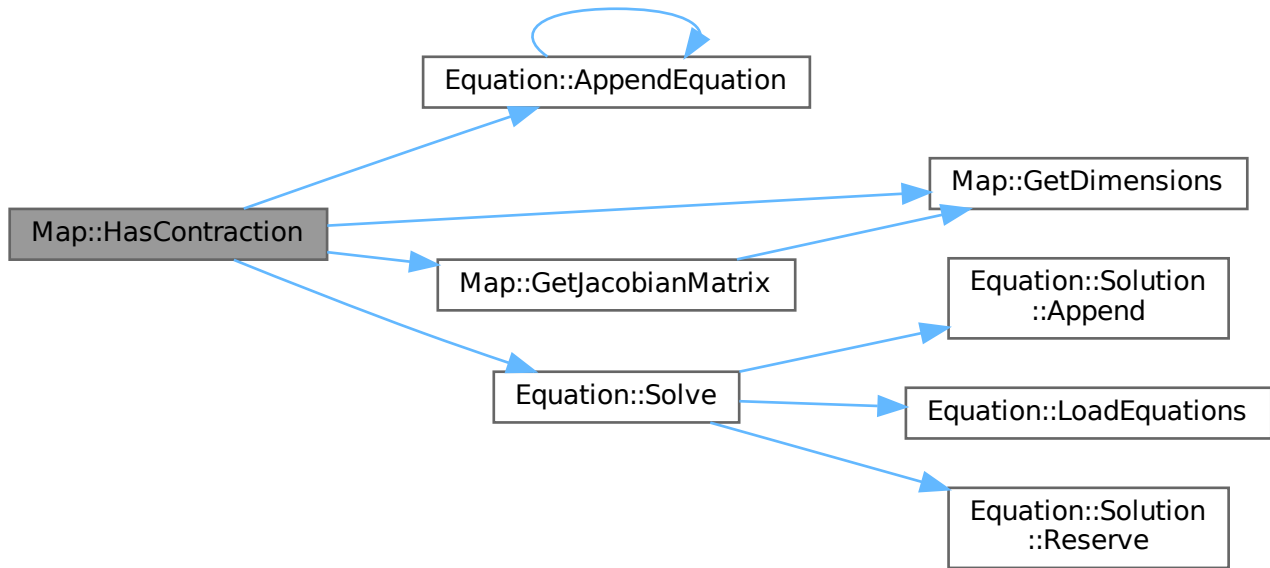 Equation::AppendEquation
Map::GetDimensions
Map::HasContraction
Map::GetJacobianMatrix
Equation::Solution
::Append
Equation::Solve
Equation::LoadEquations
Equation::Solution
::Reserve